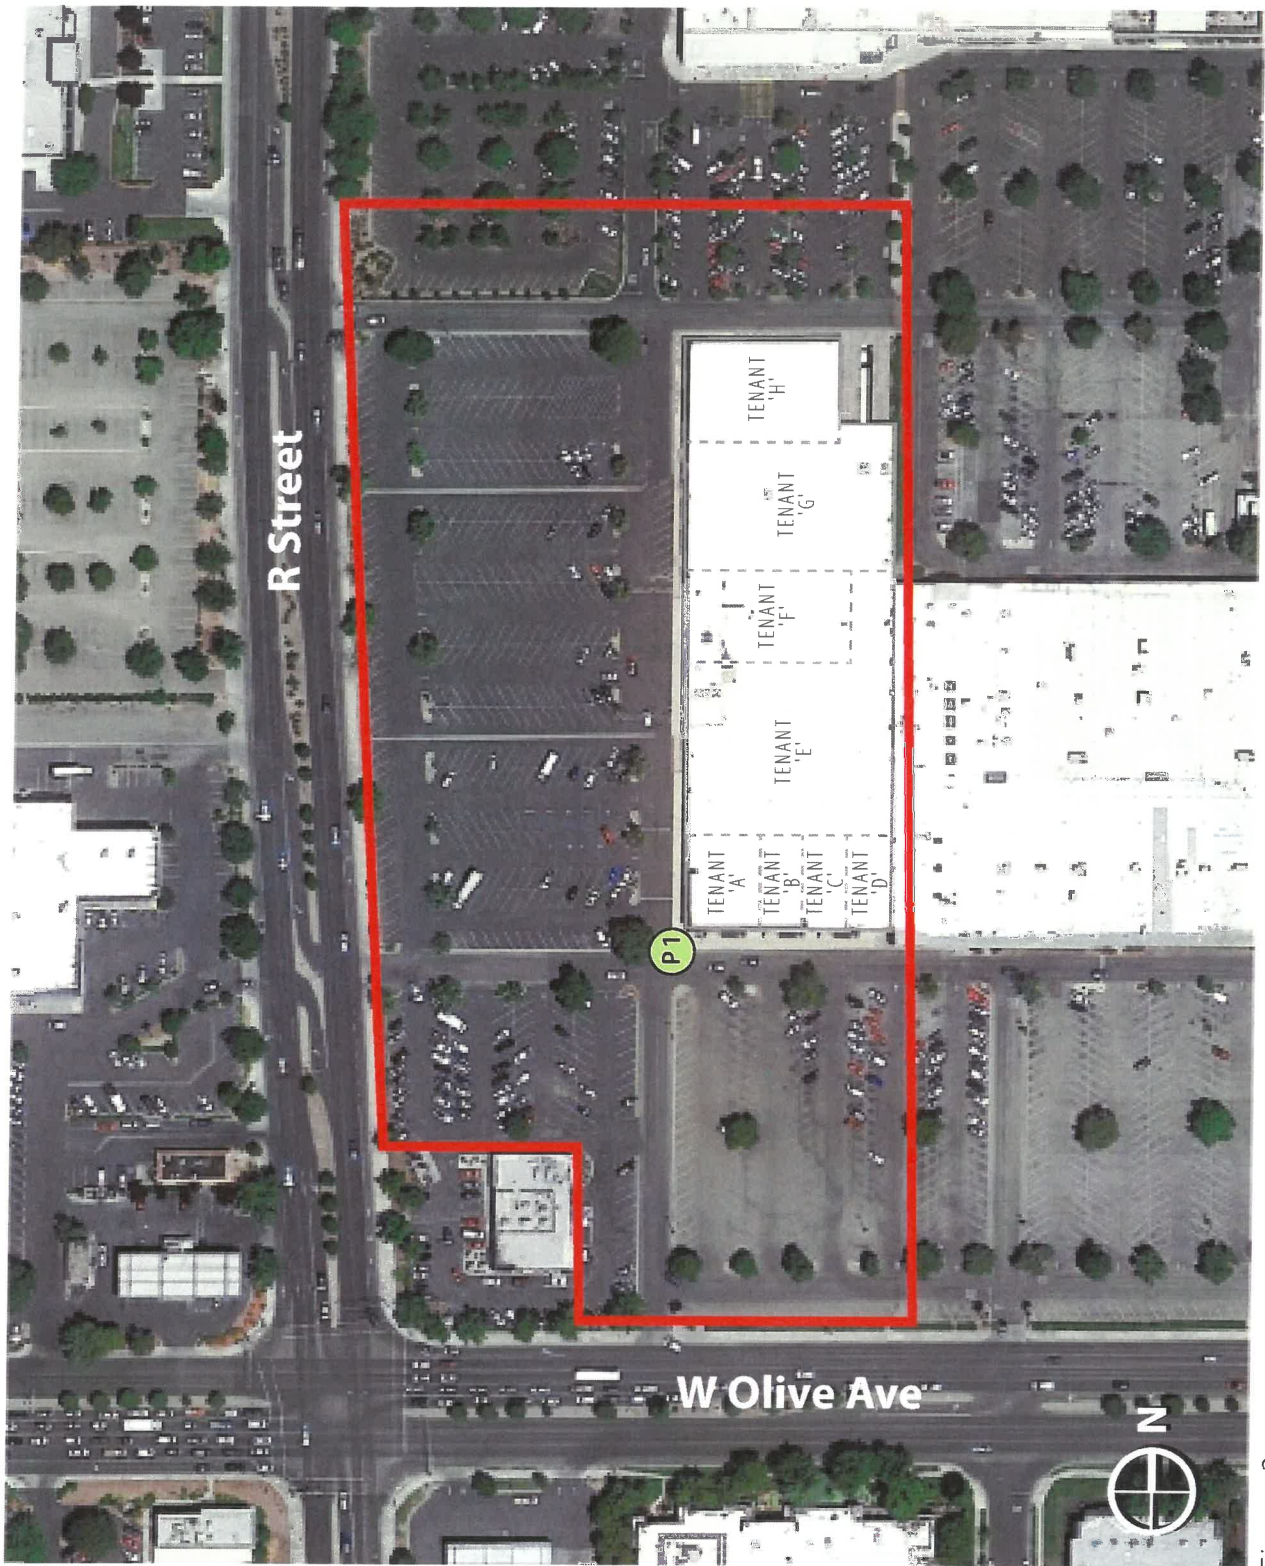 R Street
TENANT
'H'
TENANT
'G'
TENANT
'F'
TENANT
'E'
TENANT
'A'
TENANT
'B'
TENANT
'C'
TENANT
'D'
P1
W Olive Ave
N